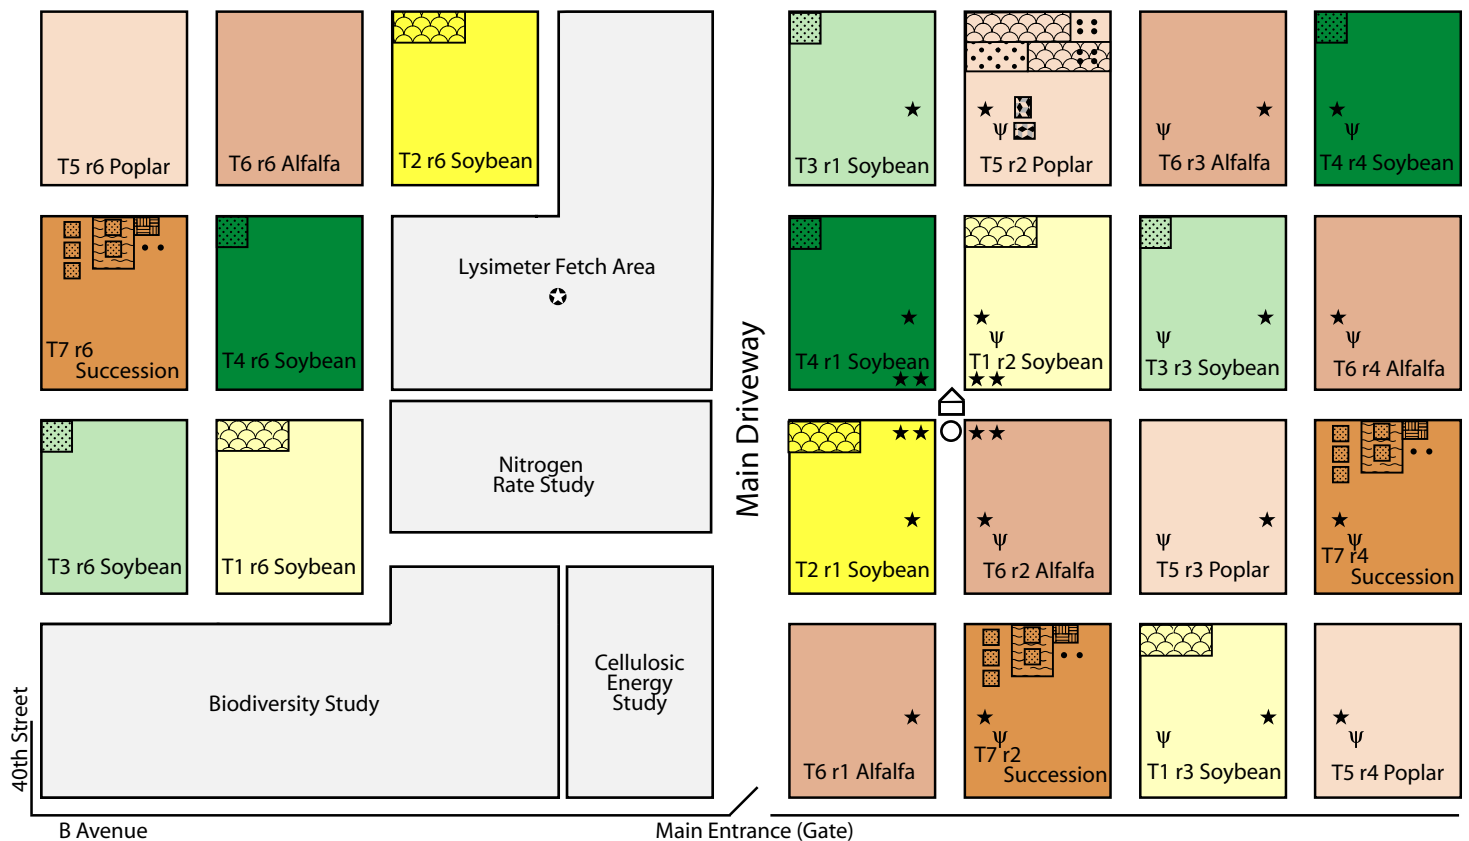 T5 r6 Poplar
T6 r6 Alfalfa
T2 r6 Soybean
T3 r1 Soybean
ψ
T5 r2 Poplar
ψ
T6 r3 Alfalfa
ψ
T4 r4 Soybean
T7 r6
Succession
T4 r6 Soybean
Lysimeter Fetch Area
T4 r1 Soybean
ψ
T1 r2 Soybean
ψ
T3 r3 Soybean
ψ
T6 r4 Alfalfa
Main Driveway
T3 r6 Soybean
T1 r6 Soybean
Nitrogen
Rate Study
T2 r1 Soybean
ψ
T6 r2 Alfalfa
ψ
T5 r3 Poplar
ψ
T7 r4
Succession
Biodiversity Study
Cellulosic
Energy
Study
T6 r1 Alfalfa
ψ
T7 r2
Succession
ψ
T1 r3 Soybean
ψ
T5 r4 Poplar
40th Street
B Avenue
Main Entrance (Gate)